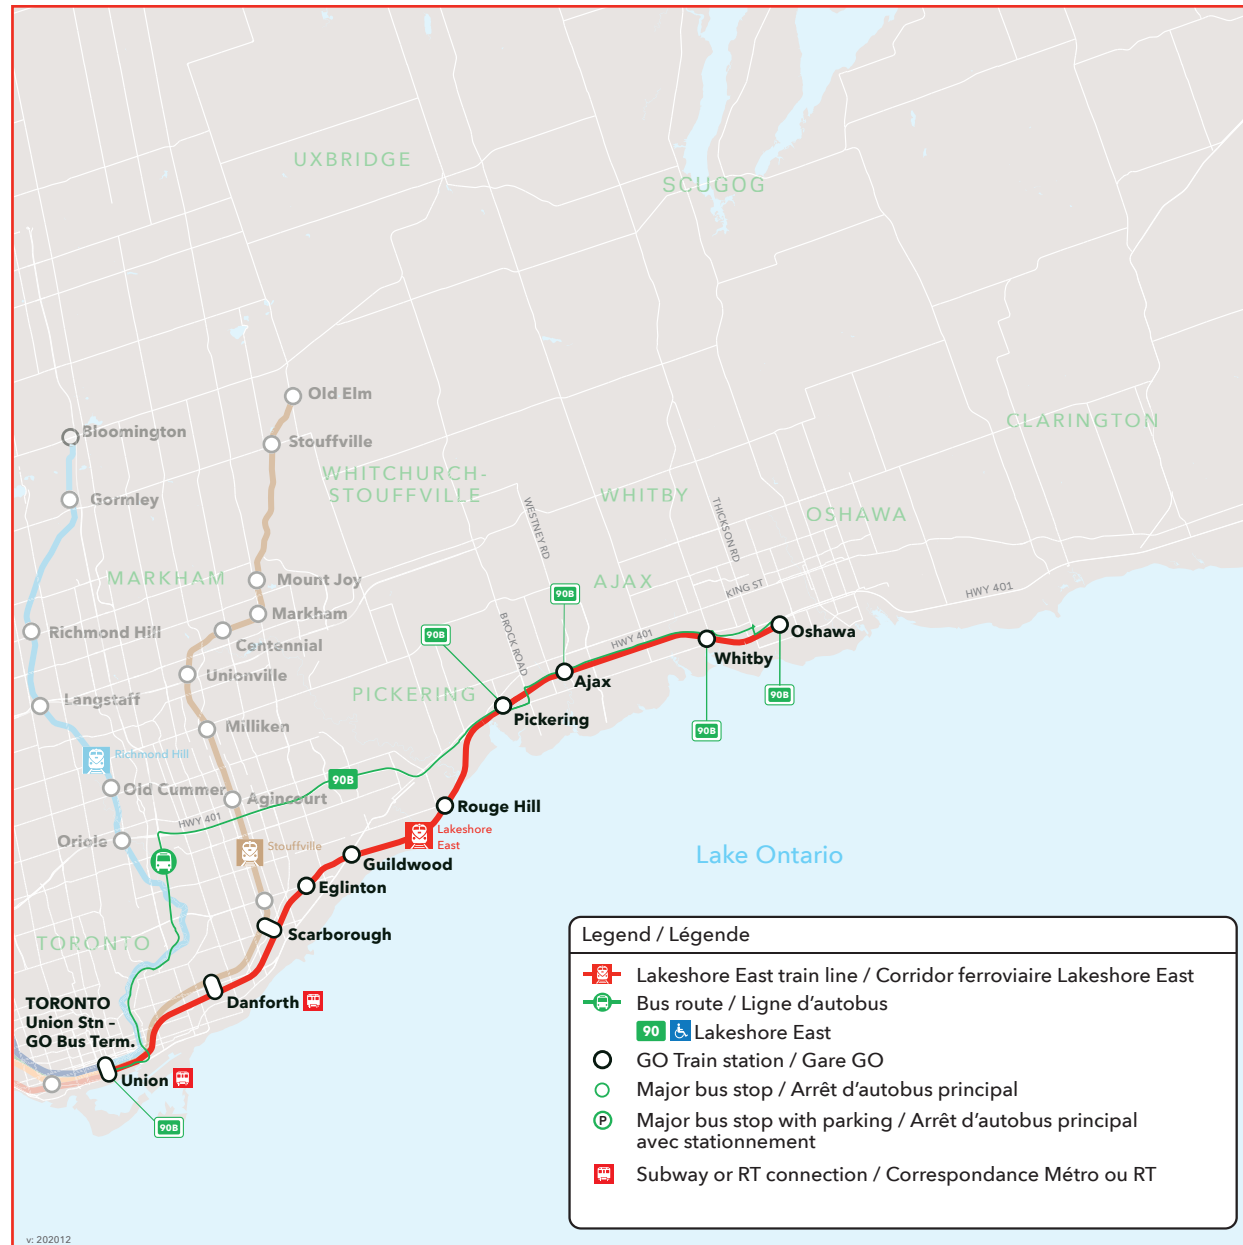 UXBRIDGE
SCUGOG
Old Elm
CLARINGTON
Bloomington
Stouffville
WHITCHURCH-
STOUFFVILLE
WHITBY
Gormley
WESTNEY RD
THICKSON RD
OSHAWA
MARKHAM
Mount Joy
AJAX
KING ST
HWY 401
90B
Markham
BROCK ROAD
Richmond Hill
90B
HWY 401
Oshawa
Centennial
Whitby
Unionville
Ajax
PICKERING
90B
Langstaff
Pickering
Milliken
90B
Richmond Hill
90B
Old Cummer
Agincourt
Rouge Hill
HWY 401
Lakeshore
East
Oriole
Stouffville
Lake Ontario
Guildwood
Eglinton
Scarborough
TORONTO
Danforth
TORONTO
Union Stn –
GO Bus Term.
Union
90B
Legend / Légende
Lakeshore East train line / Corridor ferroviaire Lakeshore East
Bus route / Ligne d'autobus
90 Lakeshore East
GO Train station / Gare GO
Major bus stop / Arrêt d'autobus principal
P Major bus stop with parking / Arrêt d'autobus principal
avec stationnement
Subway or RT connection / Correspondance Métro ou RT
v: 202012